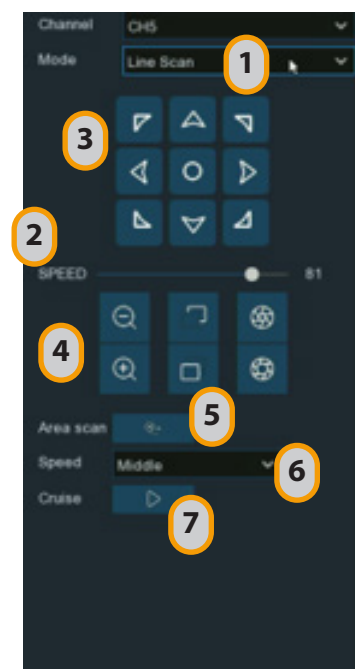 Channel CH5
Mode Line Scan 1
3
2
SPEED 81
4
Area scan 5
Speed Middle 6
Cruise 7